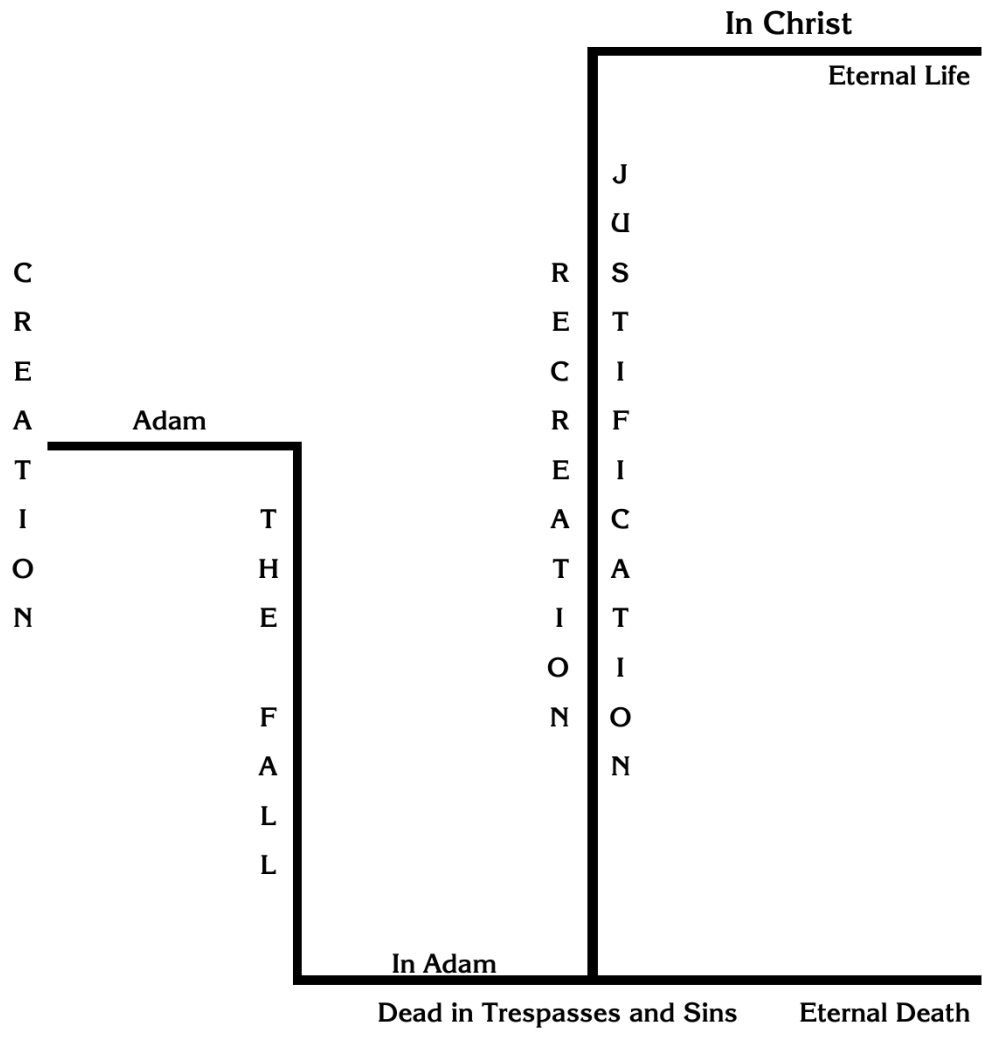 In Christ
Eternal Life
CREATION
Adam
THE FALL
RECREATION
JUSTIFICATION
In Adam
Dead in Trespasses and Sins
Eternal Death